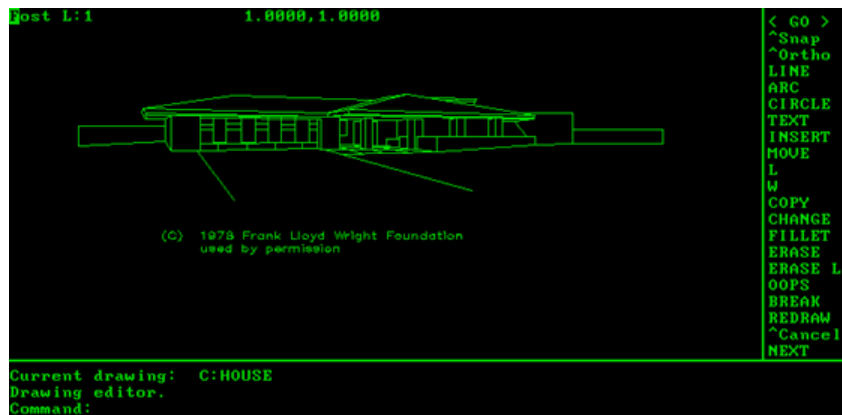 Fost L:1 1.0000,1.0000
< GO >
^Snap
^Ortho
LINE
ARC
CIRCLE
TEXT
INSERT
MOVE
L
W
COPY
CHANGE
FILLET
ERASE
ERASE L
OOPS
BREAK
REDRAW
^Cancel
NEXT
(C) 1978 Frank Lloyd Wright Foundation
used by permission
Current drawing: C:HOUSE
Drawing editor.
Command: